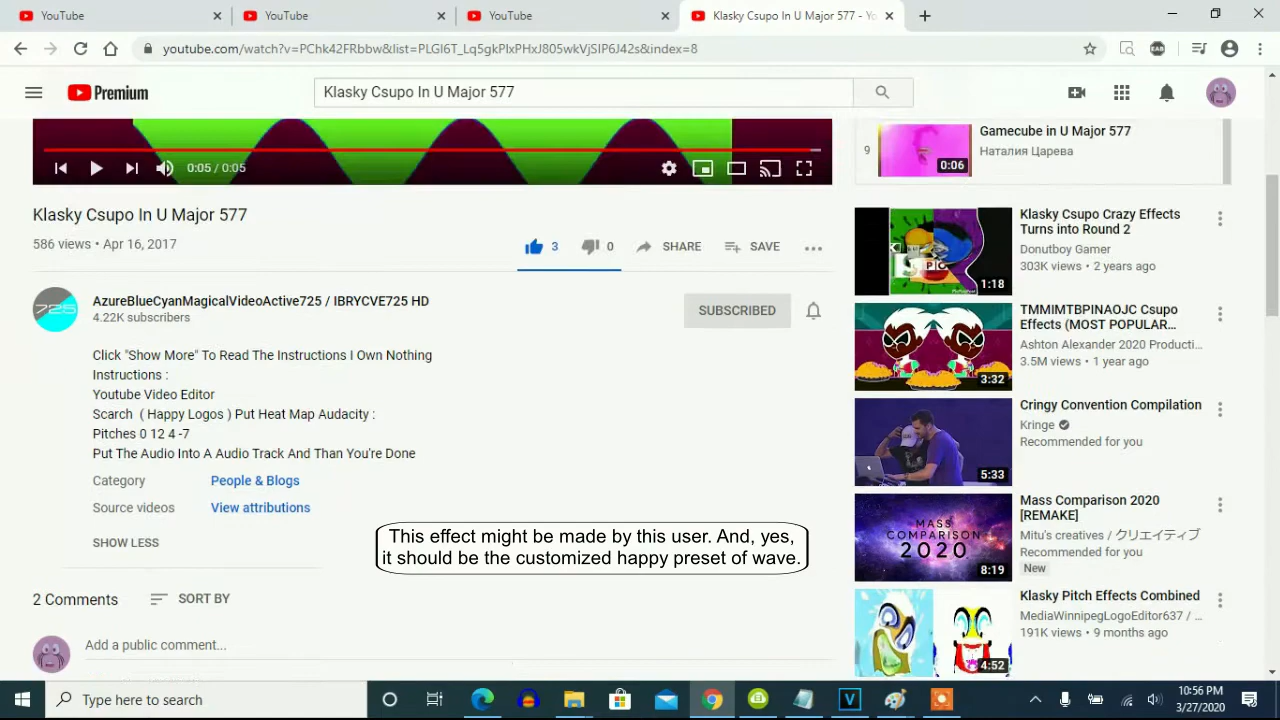 YouTube
YouTube
YouTube
Klasky Csupo In U Major 577 - Yo
youtube.com/watch?v=PChk42FRbbw&list=PLGI6T_Lq5gkPlxPHxJ805wkVjSIP6J42s&index=8
EAB
Premium
Klasky Csupo In U Major 577
0:05 / 0:05
Klasky Csupo In U Major 577
586 views • Apr 16, 2017
3
0
SHARE
SAVE
725
AzureBlueCyanMagicalVideoActive725 / IBRYCVE725 HD
4.22K subscribers
SUBSCRIBED
Click "Show More" To Read The Instructions I Own Nothing
Instructions :
Youtube Video Editor
Scarch ( Happy Logos ) Put Heat Map Audacity :
Pitches 0 12 4 -7
Put The Audio Into A Audio Track And Than You're Done
Category
People & Blogs
Source videos
View attributions
SHOW LESS
This effect might be made by this user. And, yes,
it should be the customized happy preset of wave.
2 Comments
SORT BY
Add a public comment...
9
0:06
Gamecube in U Major 577
Наталия Царева
1:18
Klasky Csupo Crazy Effects
Turns into Round 2
Donutboy Gamer
303K views • 2 years ago
3:32
TMMIMTBPINAOJC Csupo
Effects (MOST POPULAR...
Ashton Alexander 2020 Producti...
3.5M views • 1 year ago
5:33
Cringy Convention Compilation
Kringe
Recommended for you
MASS
COMPARISON
2020
8:19
Mass Comparison 2020
[REMAKE]
Mitu's creatives / クリエイティブ
Recommended for you
New
4:52
Klasky Pitch Effects Combined
MediaWinnipegLogoEditor637 / ...
191K views • 9 months ago
Type here to search
V
10:56 PM
3/27/2020